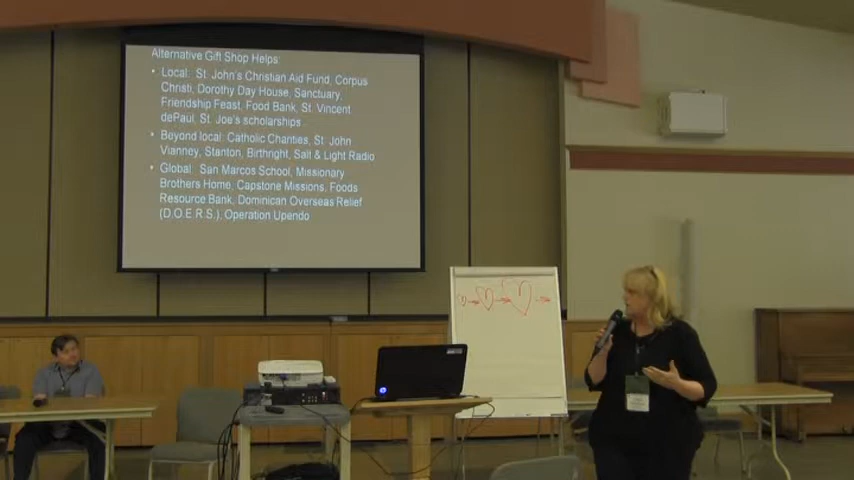 Alternative Gift Shop Helps:
• Local: St. John's Christian Aid Fund, Corpus
Christi, Dorothy Day House, Sanctuary,
Friendship Feast, Food Bank, St. Vincent
dePaul, St. Joe's scholarships
• Beyond local: Catholic Charities, St. John
Vianney, Stanton, Birthright, Salt & Light Radio
• Global: San Marcos School, Missionary
Brothers Home, Capstone Missions, Foods
Resource Bank, Dominican Overseas Relief
(D.O.E.R.S.), Operation Upendo